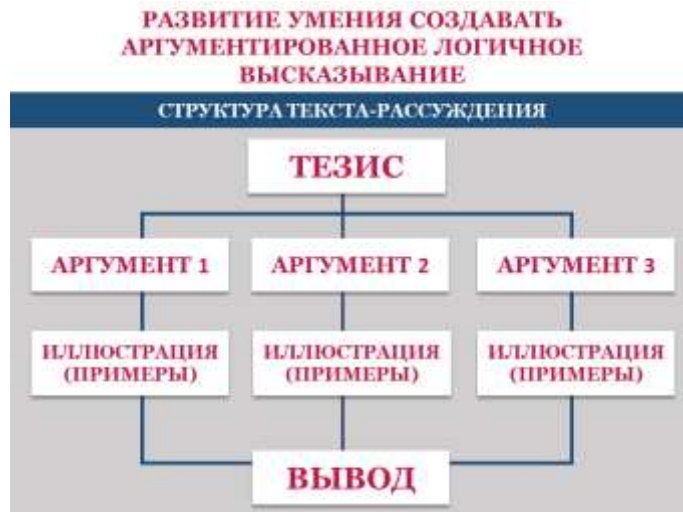 РАЗВИТИЕ УМЕНИЯ СОЗДАВАТЬ
АРГУМЕНТИРОВАННОЕ ЛОГИЧНОЕ
ВЫСКАЗЫВАНИЕ
СТРУКТУРА ТЕКСТА-РАССУЖДЕНИЯ
ТЕЗИС
АРГУМЕНТ 1
АРГУМЕНТ 2
АРГУМЕНТ 3
ИЛЛЮСТРАЦИЯ
(ПРИМЕРЫ)
ИЛЛЮСТРАЦИЯ
(ПРИМЕРЫ)
ИЛЛЮСТРАЦИЯ
(ПРИМЕРЫ)
ВЫВОД